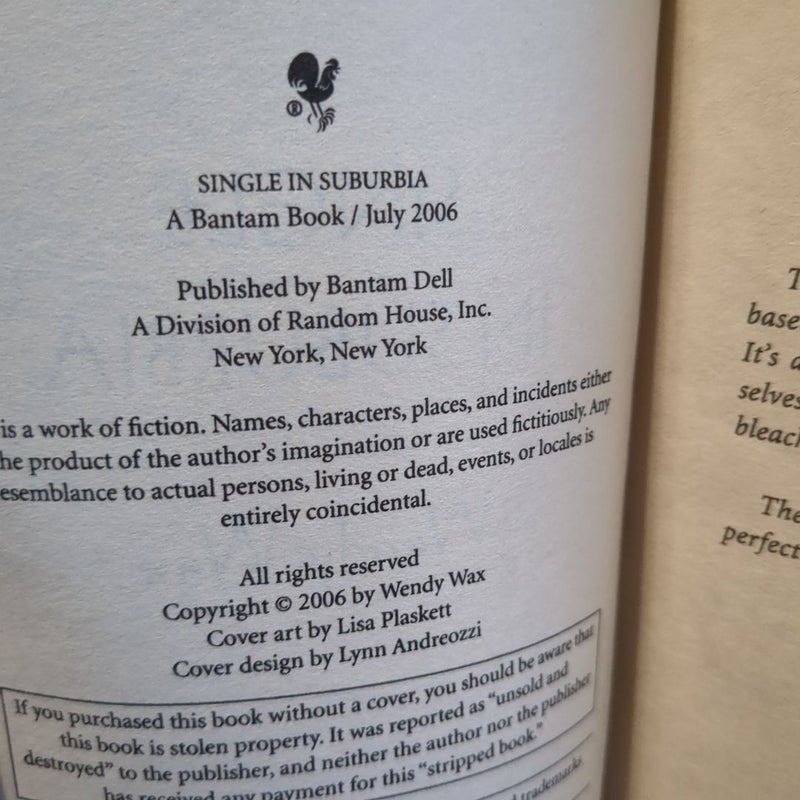 ®
SINGLE IN SUBURBIA
A Bantam Book / July 2006
Published by Bantam Dell
A Division of Random House, Inc.
New York, New York
is a work of fiction. Names, characters, places, and incidents either
he product of the author's imagination or are used fictitiously. Any
esemblance to actual persons, living or dead, events, or locales is
entirely coincidental.
All rights reserved
Copyright © 2006 by Wendy Wax
Cover art by Lisa Plaskett
Cover design by Lynn Andreozzi
If you purchased this book without a cover, you should be aware that
this book is stolen property. It was reported as "unsold and
destroyed" to the publisher, and neither the author nor the publisher
has received any payment for this "stripped book."
trademarks
T
base
It's a
selves
bleach
The
perfect